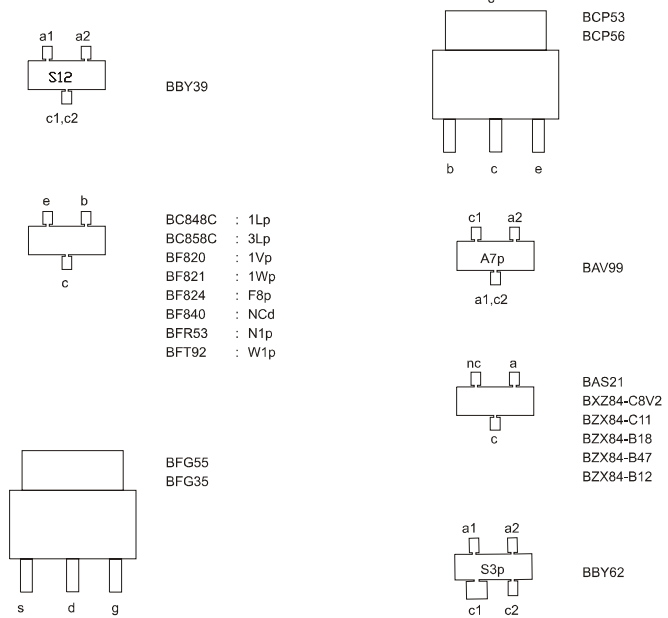 a1 a2
S12
c1,c2
BBY39
BCP53
BCP56
b c e
e b
c
BC848C : 1Lp
BC858C : 3Lp
BF820 : 1Vp
BF821 : 1Wp
BF824 : F8p
BF840 : NCd
BFR53 : N1p
BFT92 : W1p
c1 a2
A7p
a1,c2
BAV99
nc a
c
BAS21
BXZ84-C8V2
BZX84-C11
BZX84-B18
BZX84-B47
BZX84-B12
BFG55
BFG35
s d g
a1 a2
S3p
c1 c2
BBY62